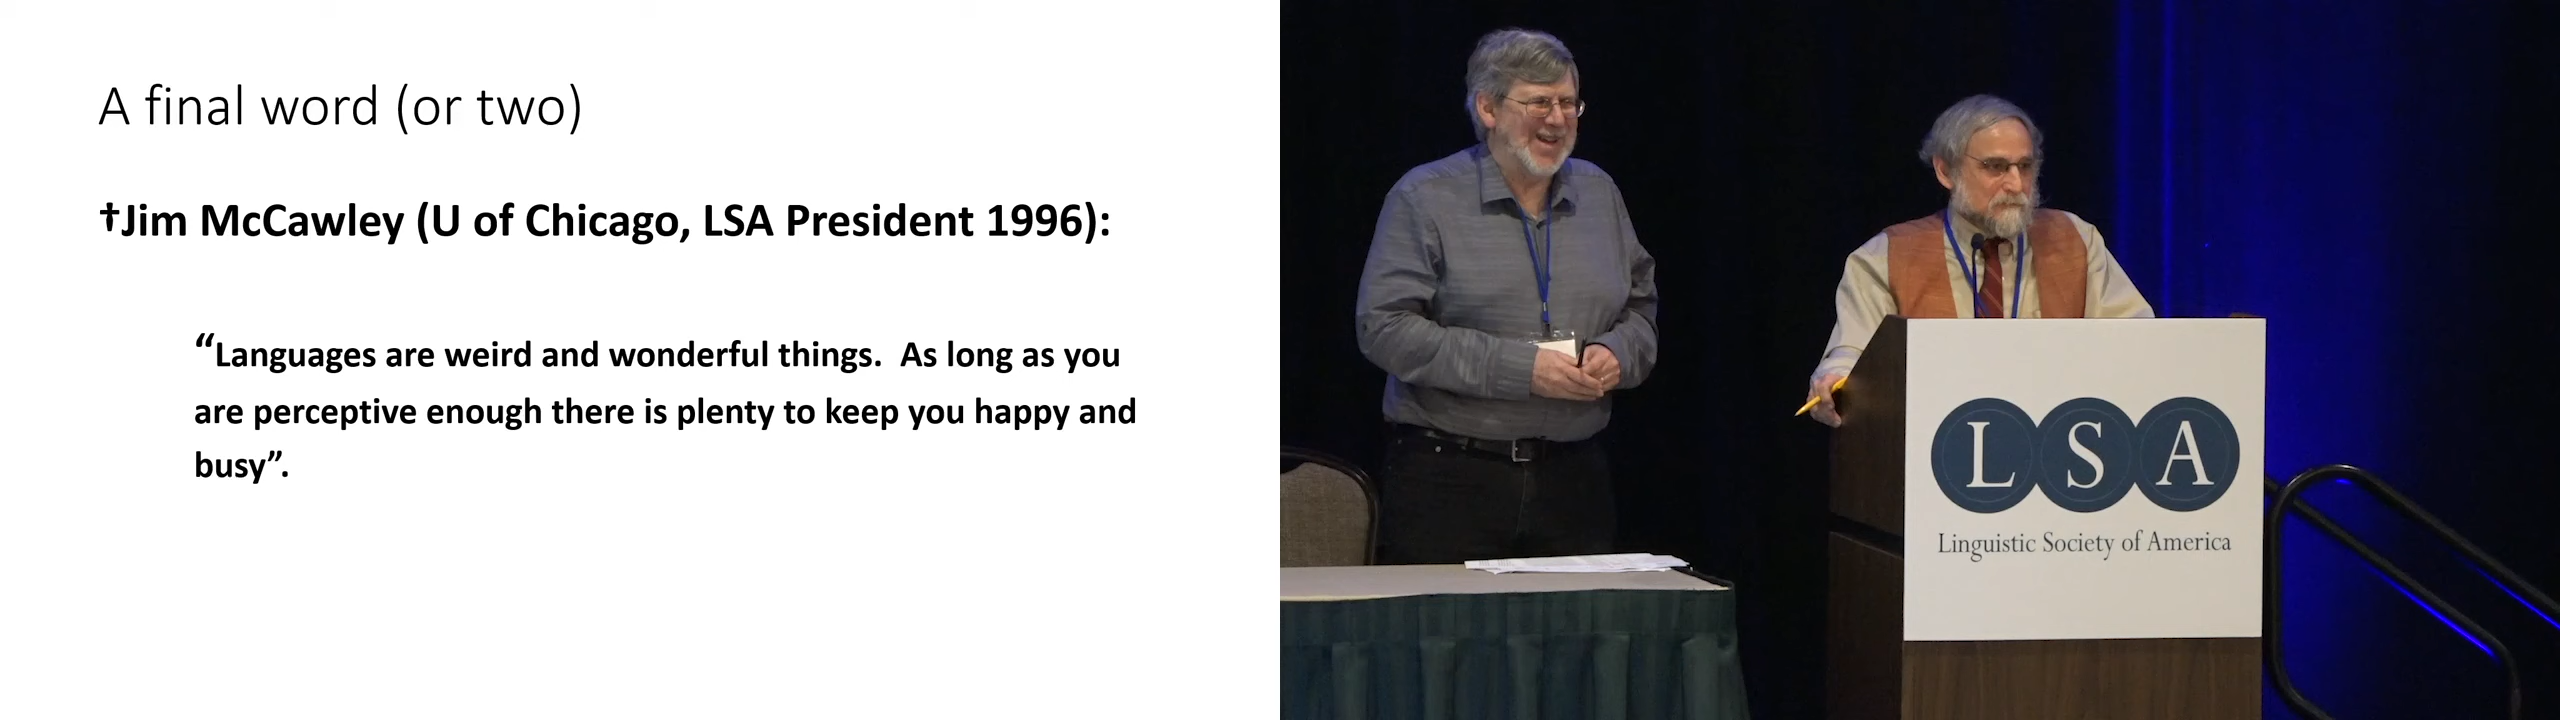 A final word (or two)
†Jim McCawley (U of Chicago, LSA President 1996):
“Languages are weird and wonderful things.  As long as you
are perceptive enough there is plenty to keep you happy and
busy”.
L S A
Linguistic Society of America